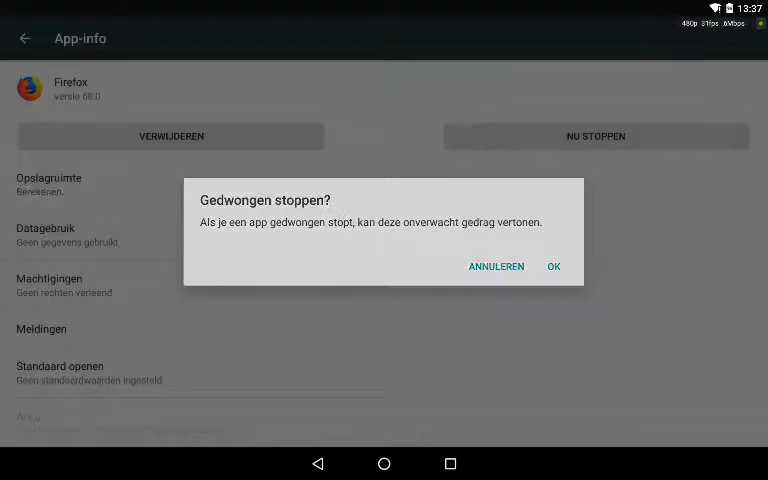 13:37
480p 31fps .6Mbps
App-info
Firefox
versie 68.0
VERWIJDEREN
NU STOPPEN
Opslagruimte
Berekenen.
Gedwongen stoppen?
Als je een app gedwongen stopt, kan deze onverwacht gedrag vertonen.
Datagebruik
Geen gegevens gebruikt
ANNULEREN OK
Machtigingen
Geen rechten verleend
Meldingen
Standaard openen
Geen standaardwaarden ingesteld